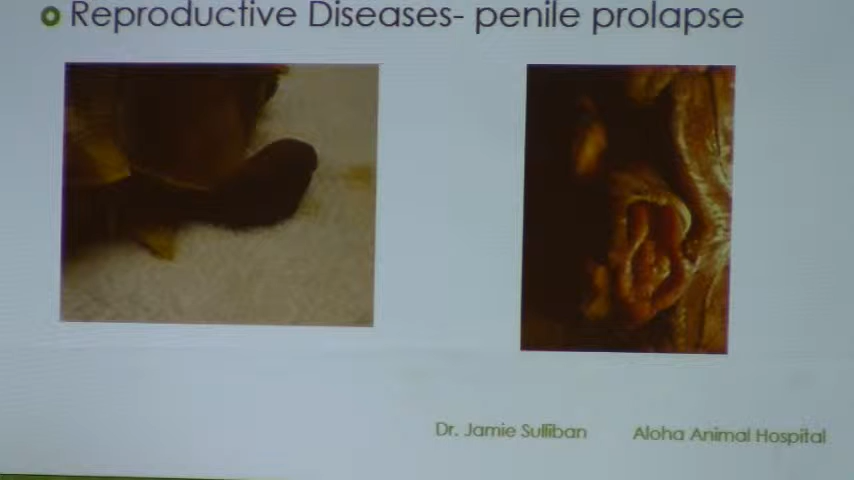 Reproductive Diseases- penile prolapse
Dr. Jamie Sulliban Aloha Animal Hospital